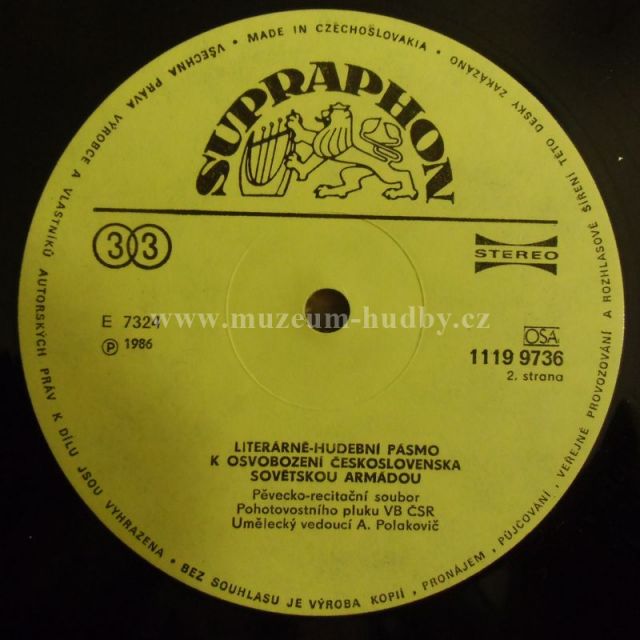 VŠECHNA PRÁVA VÝROBCE A VLASTNÍKŮ AUTORSKÝCH PRÁV K DÍLU JSOU VYHRAZENA • BEZ SOUHLASU JE VÝROBA KOPIÍ, PRONÁJEM, PŮJČOVÁNÍ, VEŘEJNÉ PROVOZOVÁNÍ A ROZHLASOVÉ ŠÍŘENÍ TÉTO DESKY ZAKÁZÁNO • MADE IN CZECHOSLOVAKIA •
SUPRAPHON
33
STEREO
www.muzeum-hudby.cz
E 7324
Ⓟ 1986
OSA
1119 9736
2. strana
LITERÁRNĚ-HUDEBNÍ PÁSMO
K OSVOBOZENÍ ČESKOSLOVENSKA
SOVĚTSKOU ARMÁDOU
Pěvecko-recitační soubor
Pohotovostního pluku VB ČSR
Umělecký vedoucí A. Polakovič